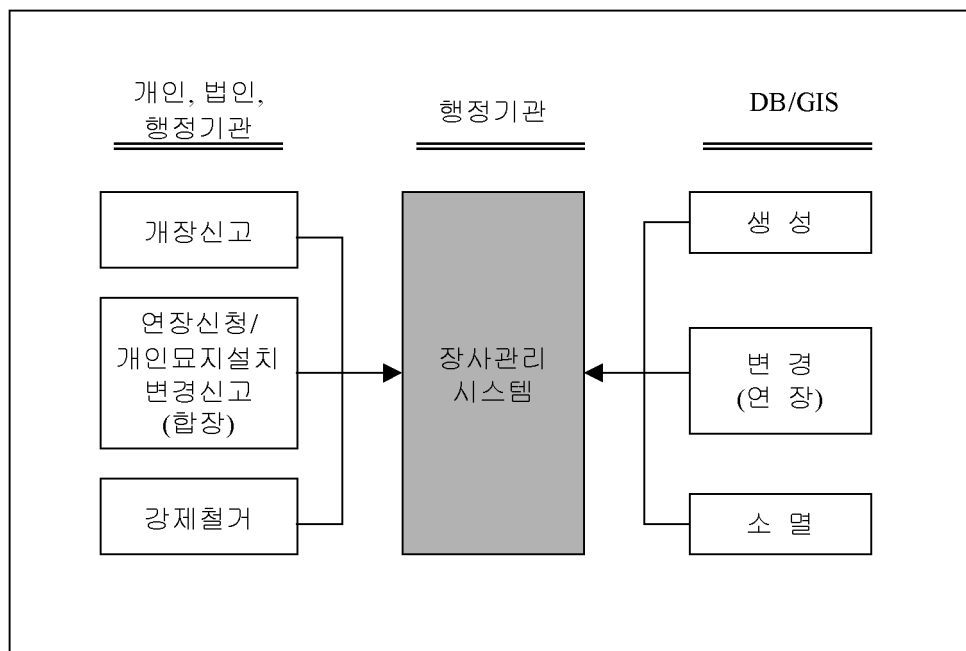 개인, 법인,
행정기관
행정기관
DB/GIS
개장신고
연장신청/
개인묘지설치
변경신고
(합장)
강제철거
장사관리
시스템
생 성
변 경
(연 장)
소 멸